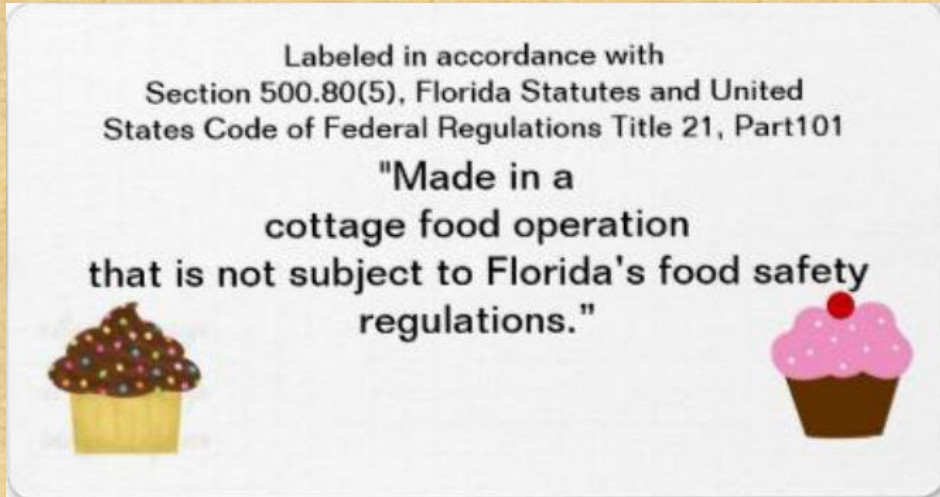 Labeled in accordance with
Section 500.80(5), Florida Statutes and United
States Code of Federal Regulations Title 21, Part101
"Made in a
cottage food operation
that is not subject to Florida's food safety
regulations.”